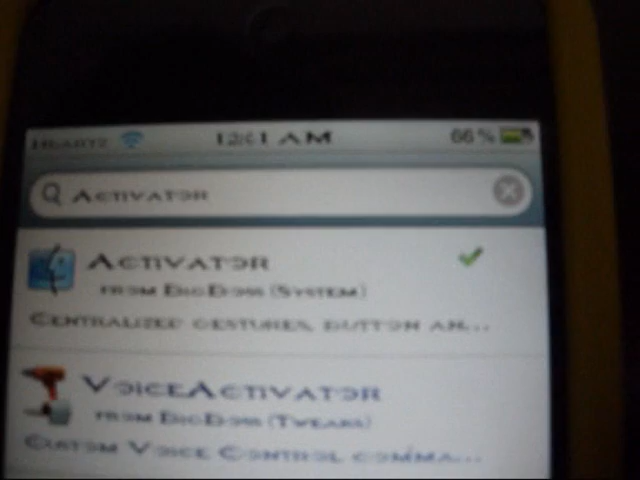 12:41 AM 66%
Activator
Activator
from BigBoss (System)
Centralized gestures, button an...
VoiceActivator
from BigBoss (Tweaks)
Custom Voice Control comma...